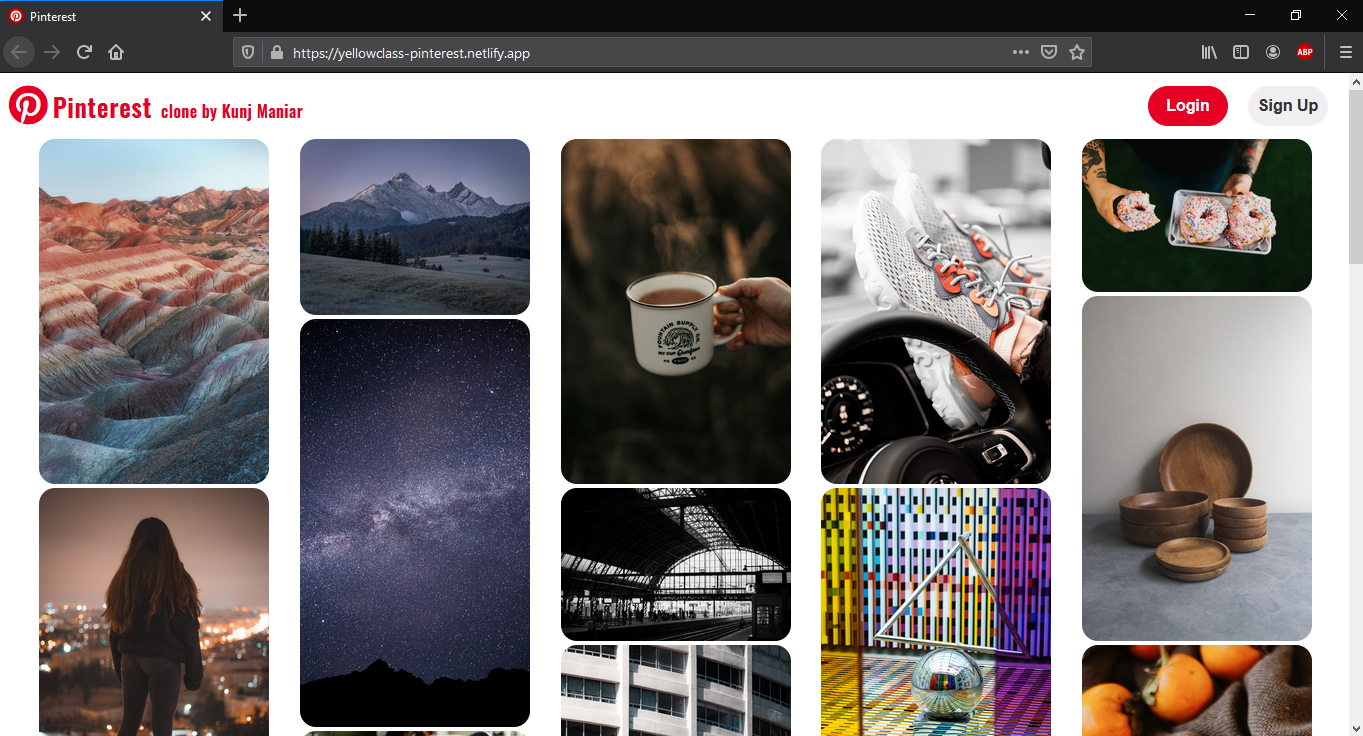 Pinterest
https://yellowclass-pinterest.netlify.app
ABP
Pinterest clone by Kunj Maniar
Login
Sign Up
FOUNTAIN SUPPLY CO.
MY CUP Overflows